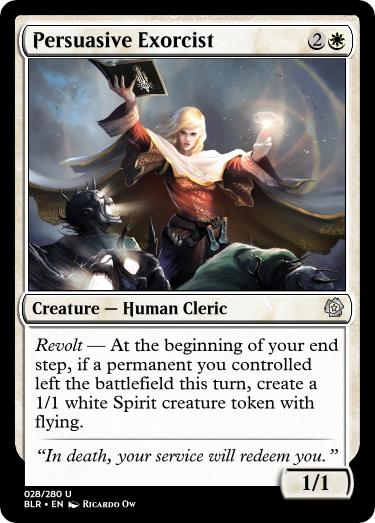 Persuasive Exorcist 2
Creature — Human Cleric
Revolt — At the beginning of your end
step, if a permanent you controlled
left the battlefield this turn, create a
1/1 white Spirit creature token with
flying.
“In death, your service will redeem you.”
1/1
028/280 U
BLR • EN Ricardo Ow